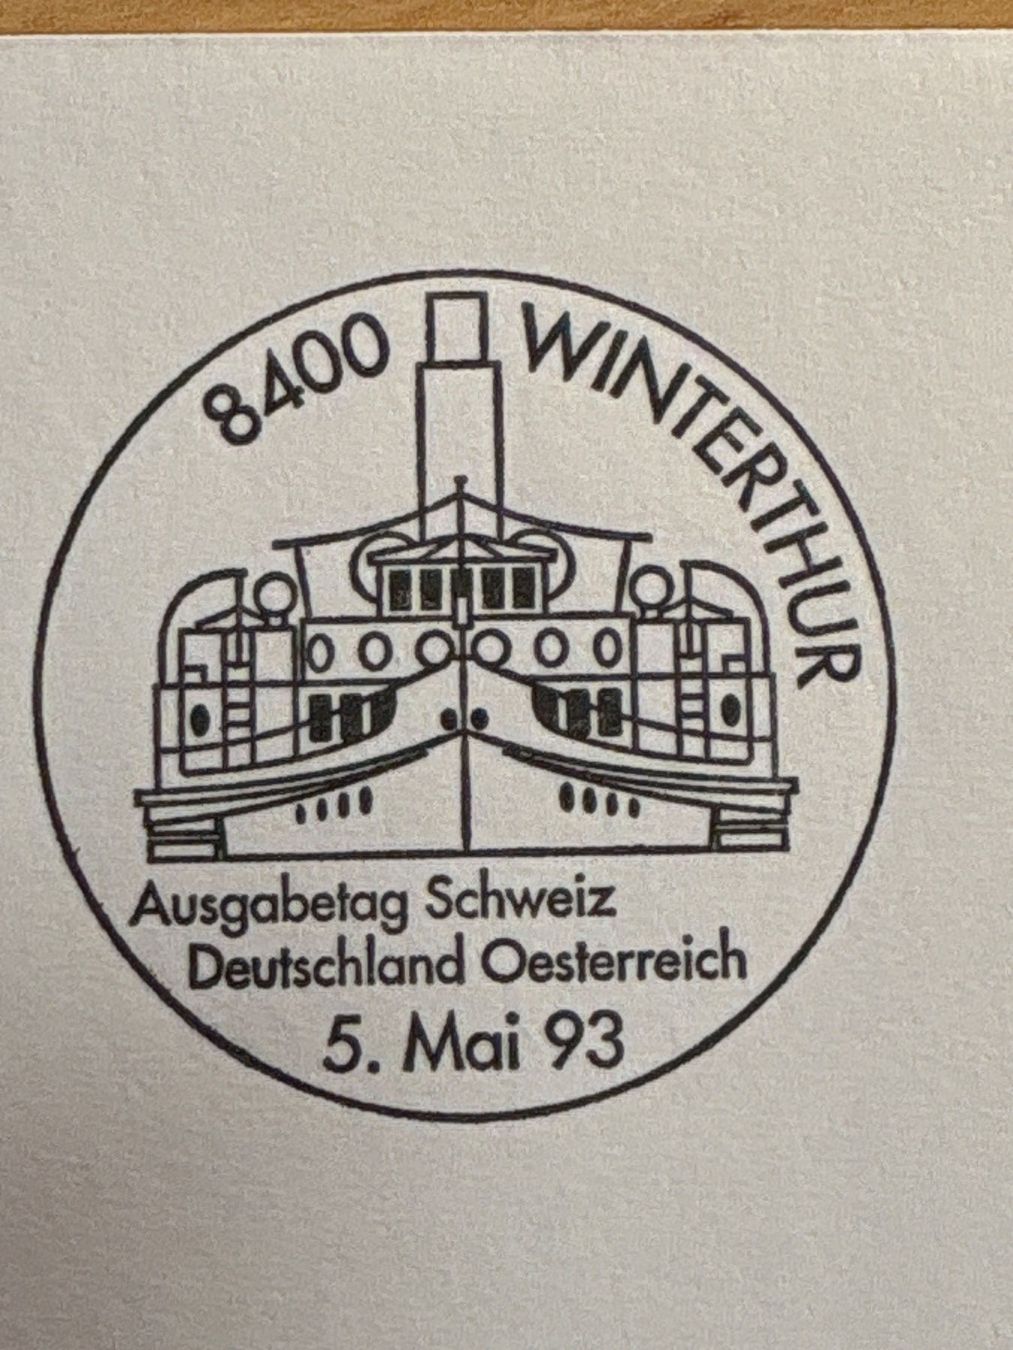 8400 WINTERTHUR
Ausgabetag Schweiz
Deutschland Oesterreich
5. Mai 93